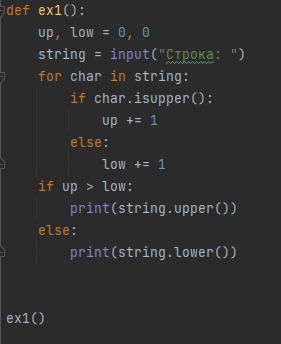 def ex1():
    up, low = 0, 0
    string = input("Строка: ")
    for char in string:
        if char.isupper():
            up += 1
        else:
            low += 1
    if up > low:
        print(string.upper())
    else:
        print(string.lower())
ex1()